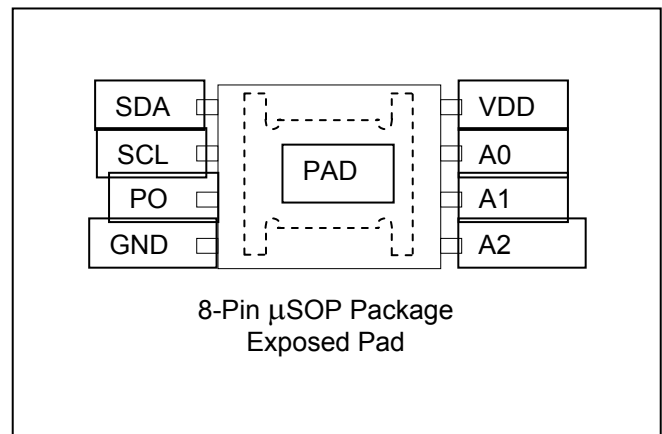 SDA VDD
SCL PAD A0
PO A1
GND A2
8-Pin μSOP Package
Exposed Pad